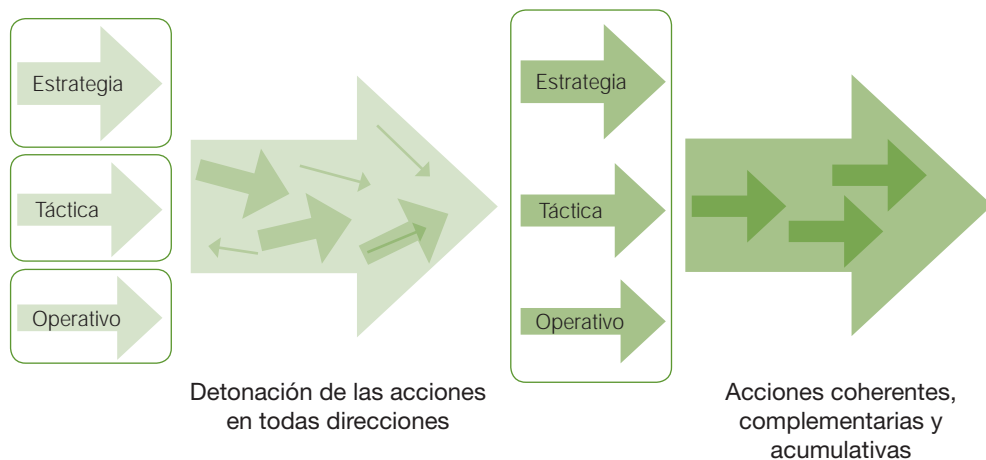 Estrategia
Táctica
Operativo
Detonación de las acciones
en todas direcciones
Estrategia
Táctica
Operativo
Acciones coherentes,
complementarias y
acumulativas